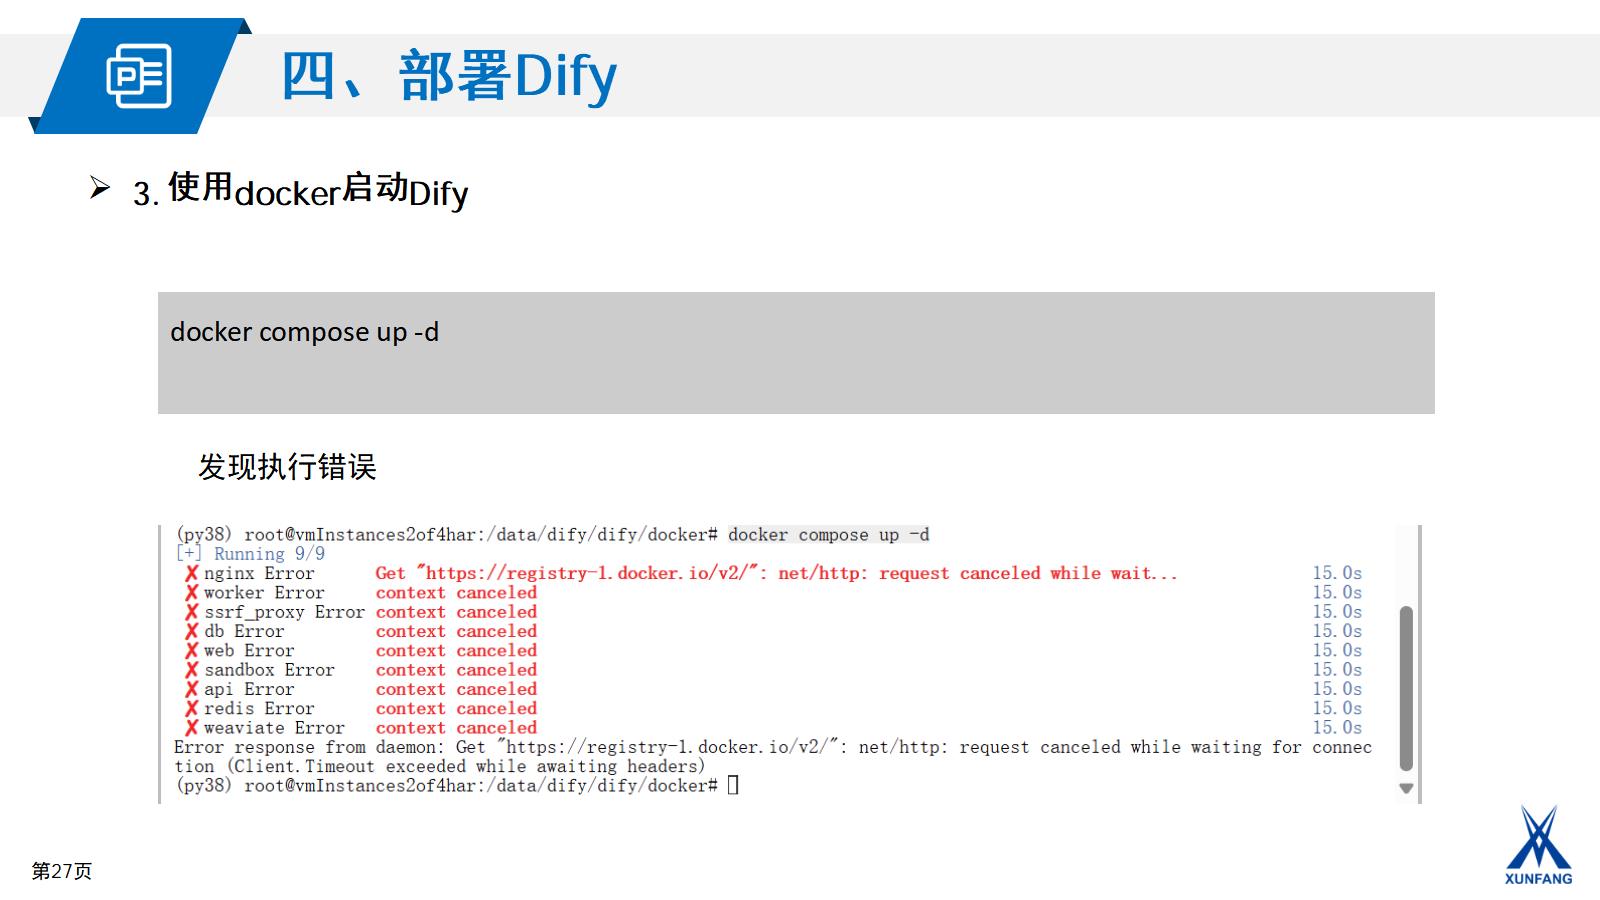 四、部署Dify
3. 使用docker启动Dify
docker compose up -d
发现执行错误
(py38) root@vmInstances2of4har:/data/dify/dify/docker# docker compose up -d
[+] Running 9/9
✘ nginx Error Get "https://registry-1.docker.io/v2/": net/http: request canceled while wait... 15.0s
✘ worker Error context canceled 15.0s
✘ ssrf_proxy Error context canceled 15.0s
✘ db Error context canceled 15.0s
✘ web Error context canceled 15.0s
✘ sandbox Error context canceled 15.0s
✘ api Error context canceled 15.0s
✘ redis Error context canceled 15.0s
✘ weaviate Error context canceled 15.0s
Error response from daemon: Get "https://registry-1.docker.io/v2/": net/http: request canceled while waiting for connec
tion (Client.Timeout exceeded while awaiting headers)
(py38) root@vmInstances2of4har:/data/dify/dify/docker#
第27页
XUNFANG